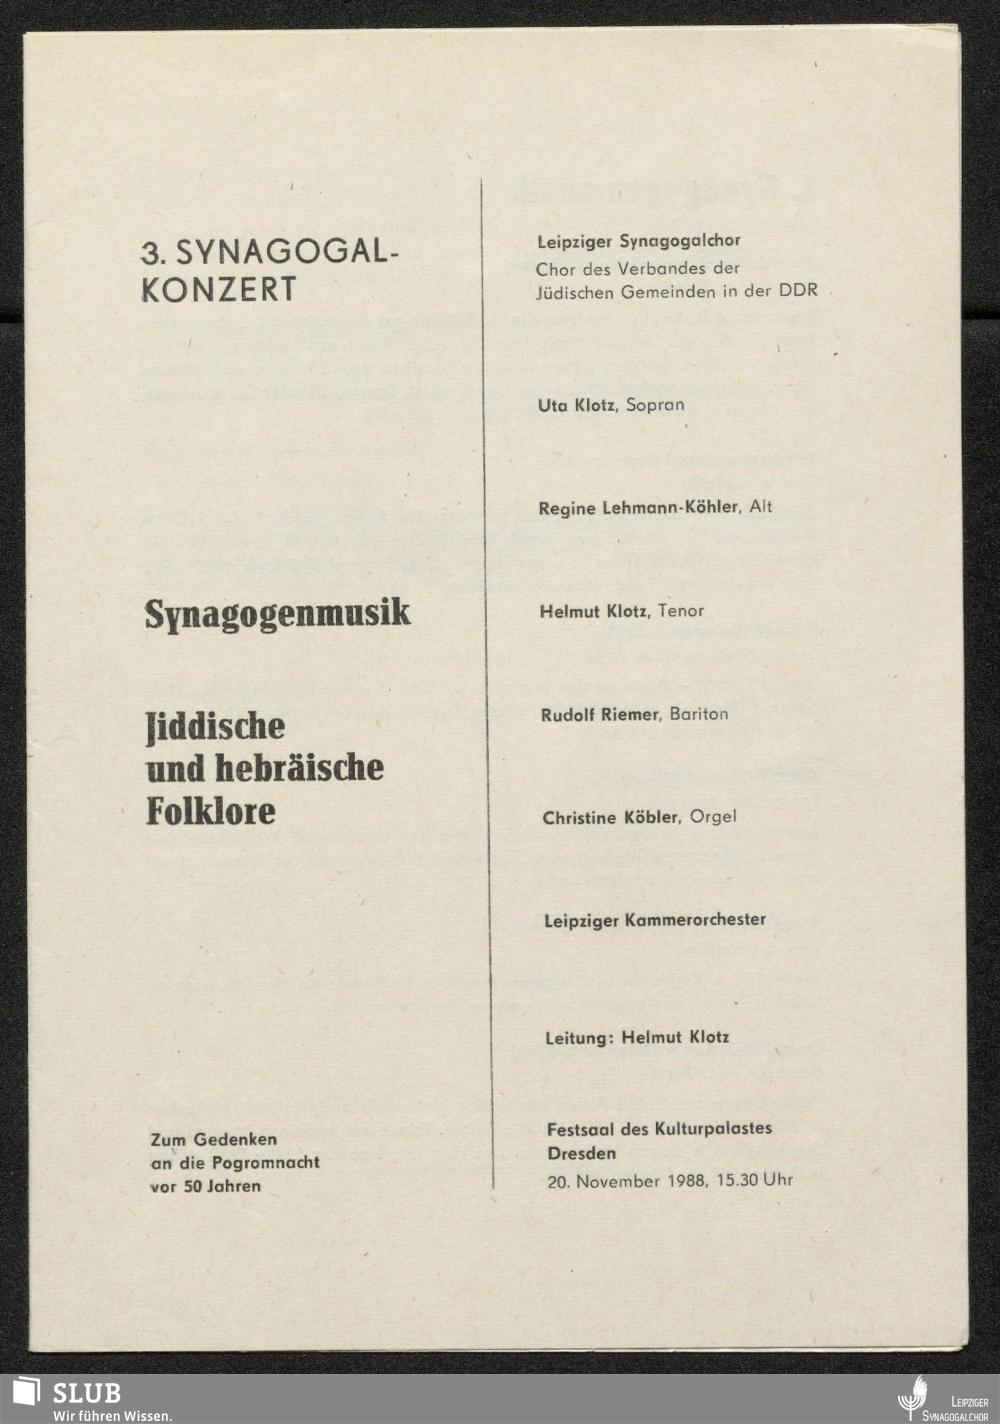 3. SYNAGOGAL-
KONZERT
Synagogenmusik
Jiddische
und hebräische
Folklore
Zum Gedenken
an die Pogromnacht
vor 50 Jahren
Leipziger Synagogalchor
Chor des Verbandes der
Jüdischen Gemeinden in der DDR
Uta Klotz, Sopran
Regine Lehmann-Köhler, Alt
Helmut Klotz, Tenor
Rudolf Riemer, Bariton
Christine Köbler, Orgel
Leipziger Kammerorchester
Leitung: Helmut Klotz
Festsaal des Kulturpalastes
Dresden
20. November 1988, 15.30 Uhr
SLUB
Wir führen Wissen.
LEIPZIGER
SYNAGOGALCHOR